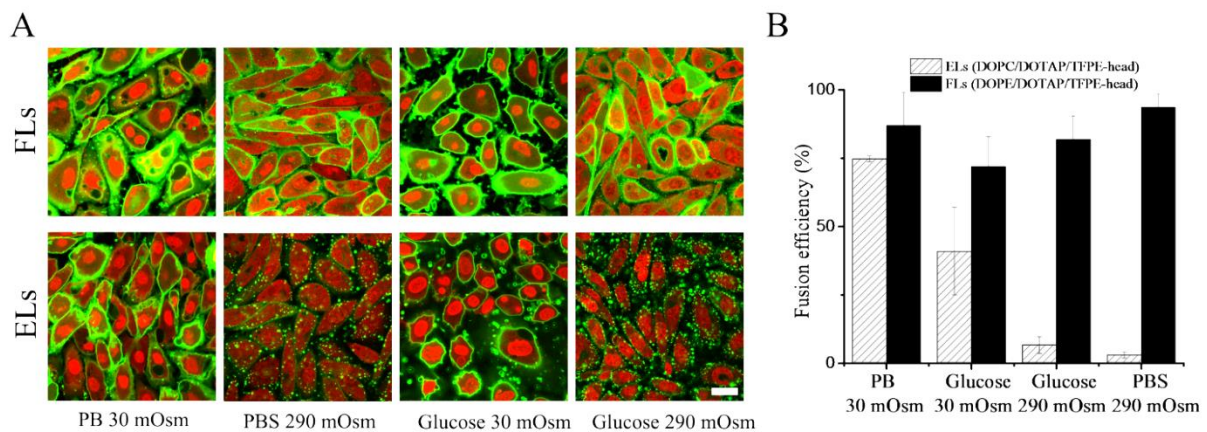 A
FLs
ELs
PB 30 mOsm
PBS 290 mOsm
Glucose 30 mOsm
Glucose 290 mOsm
B
ELs (DOPC/DOTAP/TFPE-head)
FLs (DOPE/DOTAP/TFPE-head)
Fusion efficiency (%)
100
50
0
PB
30 mOsm
Glucose
30 mOsm
Glucose
290 mOsm
PBS
290 mOsm